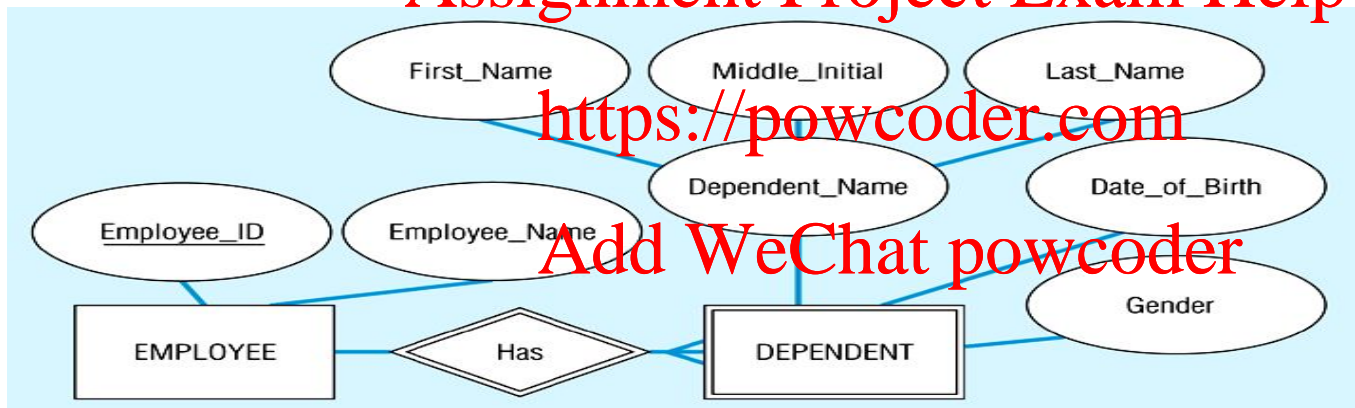 Assignment Project Exam Help
First_Name
Middle_Initial
Last_Name
https://powcoder.com
Dependent_Name
Date_of_Birth
Employee_ID
Employee_Name
Add WeChat powcoder
Gender
EMPLOYEE
Has
DEPENDENT